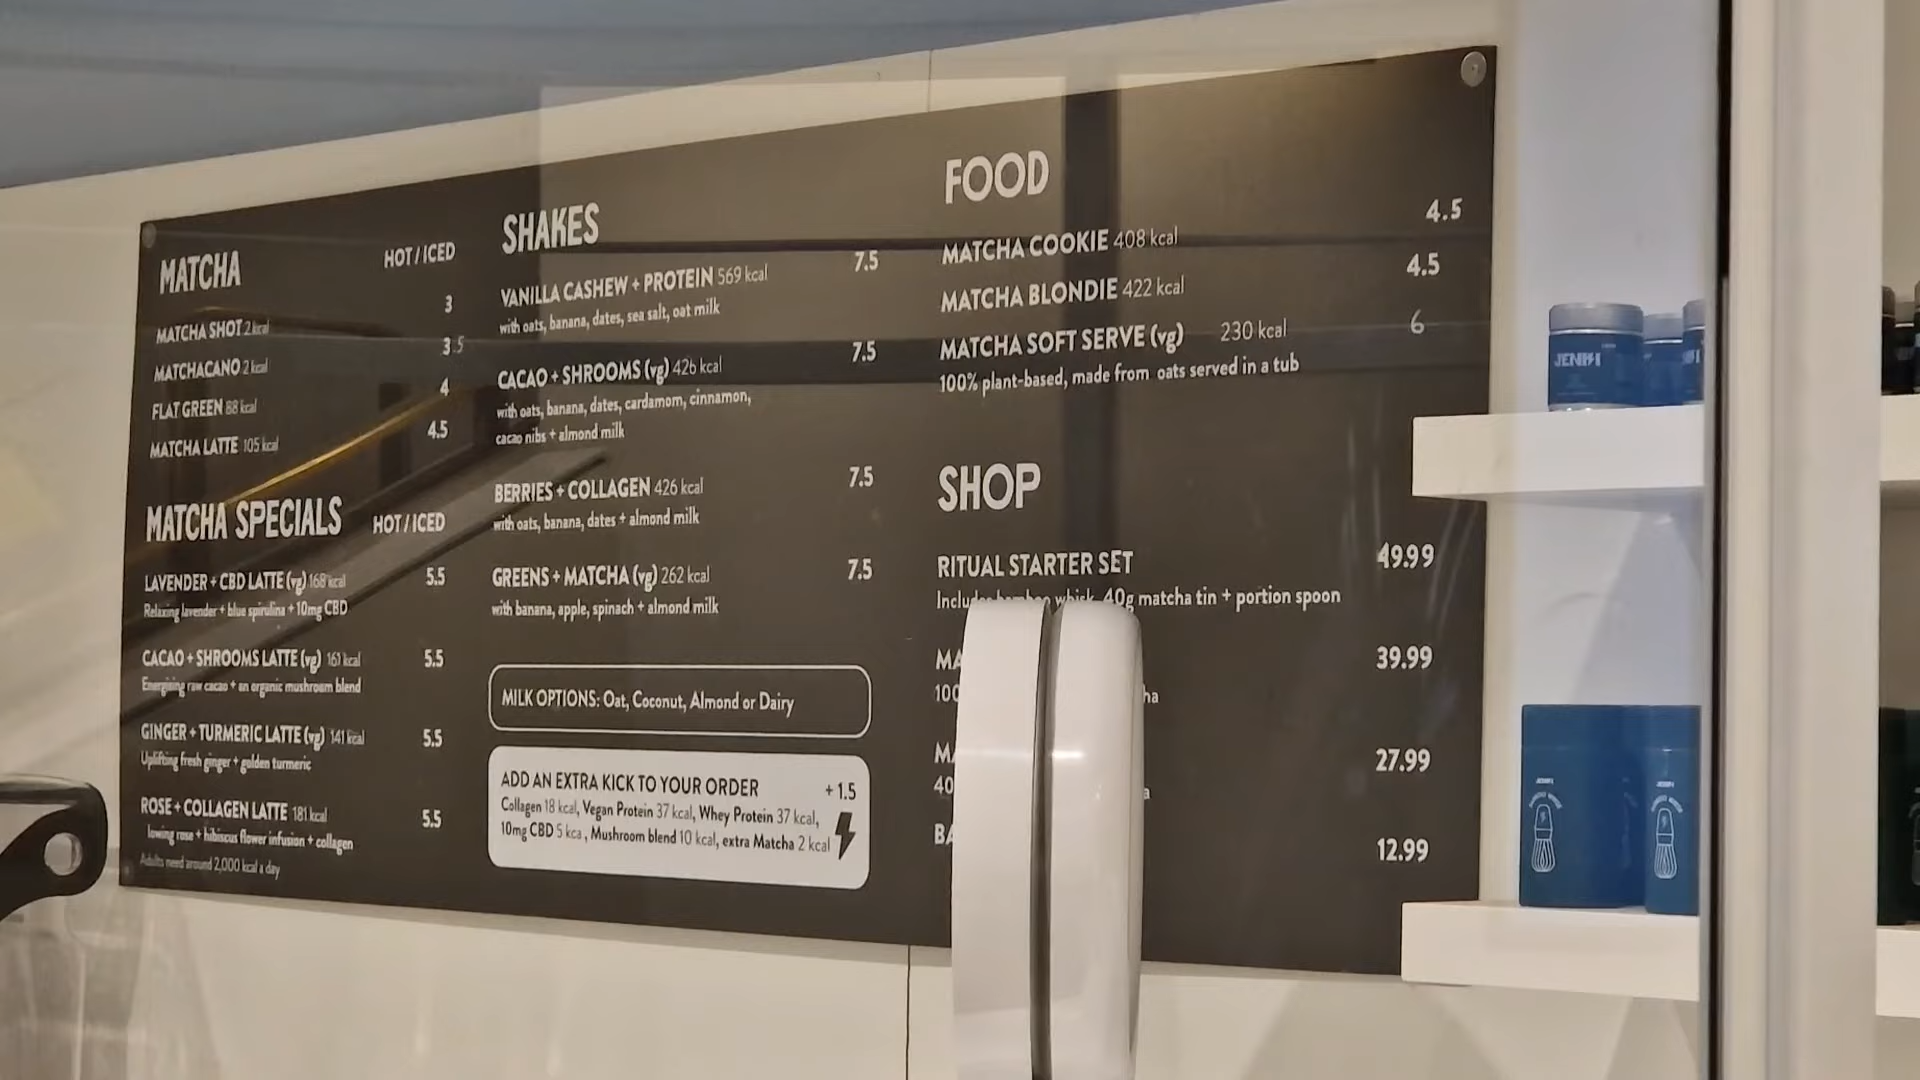 MATCHA
HOT / ICED
MATCHA SHOT 2 kcal
3
MATCHACANO 2 kcal
3.5
FLAT GREEN 88 kcal
4
MATCHA LATTE 105 kcal
4.5
MATCHA SPECIALS
HOT / ICED
LAVENDER + CBD LATTE (vg) 168 kcal
5.5
Relaxing lavender + blue spirulina + 10mg CBD
CACAO + SHROOMS LATTE (vg) 161 kcal
5.5
Energising raw cacao + an organic mushroom blend
GINGER + TURMERIC LATTE (vg) 141 kcal
5.5
Uplifting fresh ginger + golden turmeric
ROSE + COLLAGEN LATTE 181 kcal
5.5
lowing rose + hibiscus flower infusion + collagen
Adults need around 2,000 kcal a day
SHAKES
VANILLA CASHEW + PROTEIN 569 kcal
7.5
with oats, banana, dates, sea salt, oat milk
CACAO + SHROOMS (vg) 426 kcal
7.5
with oats, banana, dates, cardamom, cinnamon,
cacao nibs + almond milk
BERRIES + COLLAGEN 426 kcal
7.5
with oats, banana, dates + almond milk
GREENS + MATCHA (vg) 262 kcal
7.5
with banana, apple, spinach + almond milk
MILK OPTIONS: Oat, Coconut, Almond or Dairy
ADD AN EXTRA KICK TO YOUR ORDER
+ 1.5
Collagen 18 kcal, Vegan Protein 37 kcal, Whey Protein 37 kcal,
10mg CBD 5 kca , Mushroom blend 10 kcal, extra Matcha 2 kcal
FOOD
MATCHA COOKIE 408 kcal
4.5
MATCHA BLONDIE 422 kcal
4.5
MATCHA SOFT SERVE (vg) 230 kcal
6
100% plant-based, made from oats served in a tub
SHOP
RITUAL STARTER SET
49.99
Includes bamboo whisk, 40g matcha tin + portion spoon
MA
39.99
100
ha
MA
27.99
40
a
BA
12.99
JENKI